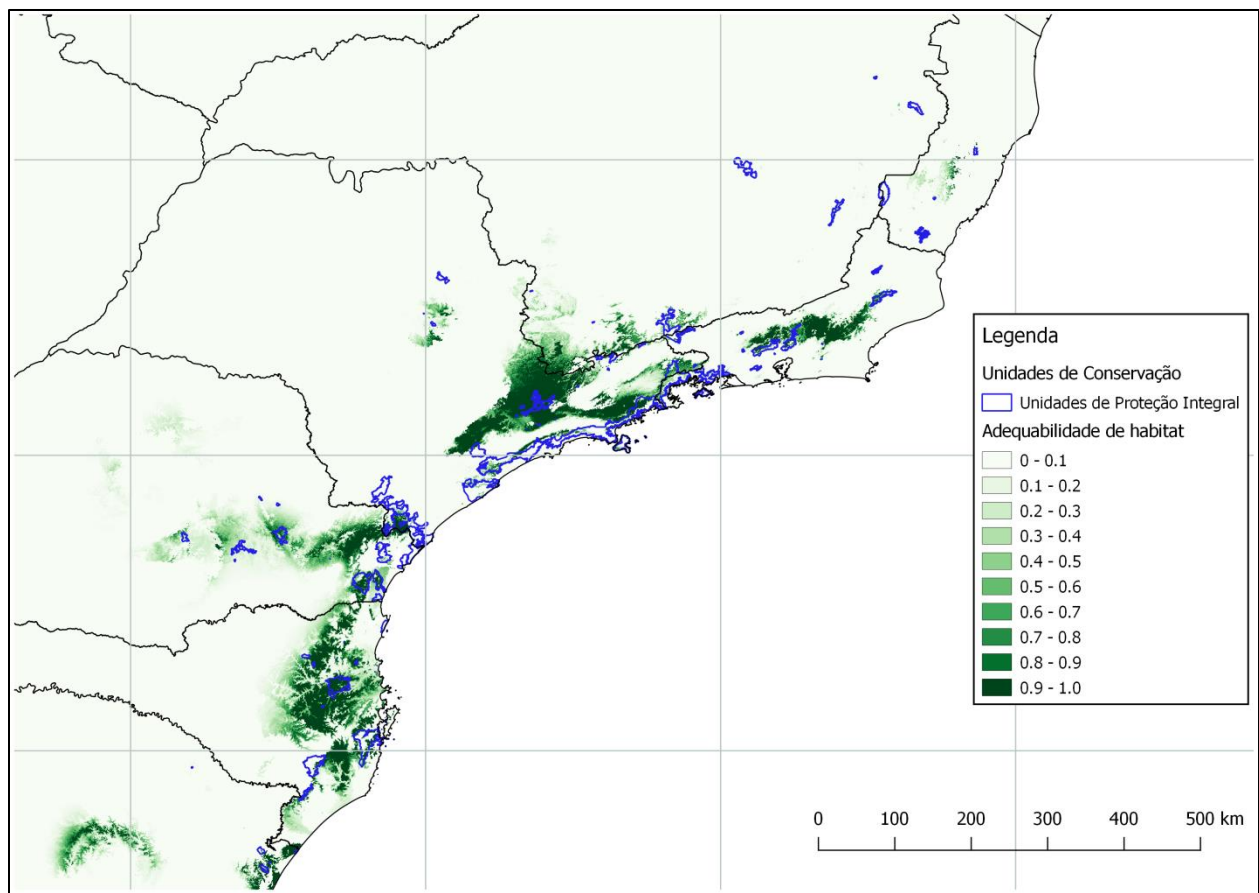 Legenda
Unidades de Conservação
Unidades de Proteção Integral
Adequabilidade de habitat
0 - 0.1
0.1 - 0.2
0.2 - 0.3
0.3 - 0.4
0.4 - 0.5
0.5 - 0.6
0.6 - 0.7
0.7 - 0.8
0.8 - 0.9
0.9 - 1.0
0 100 200 300 400 500 km